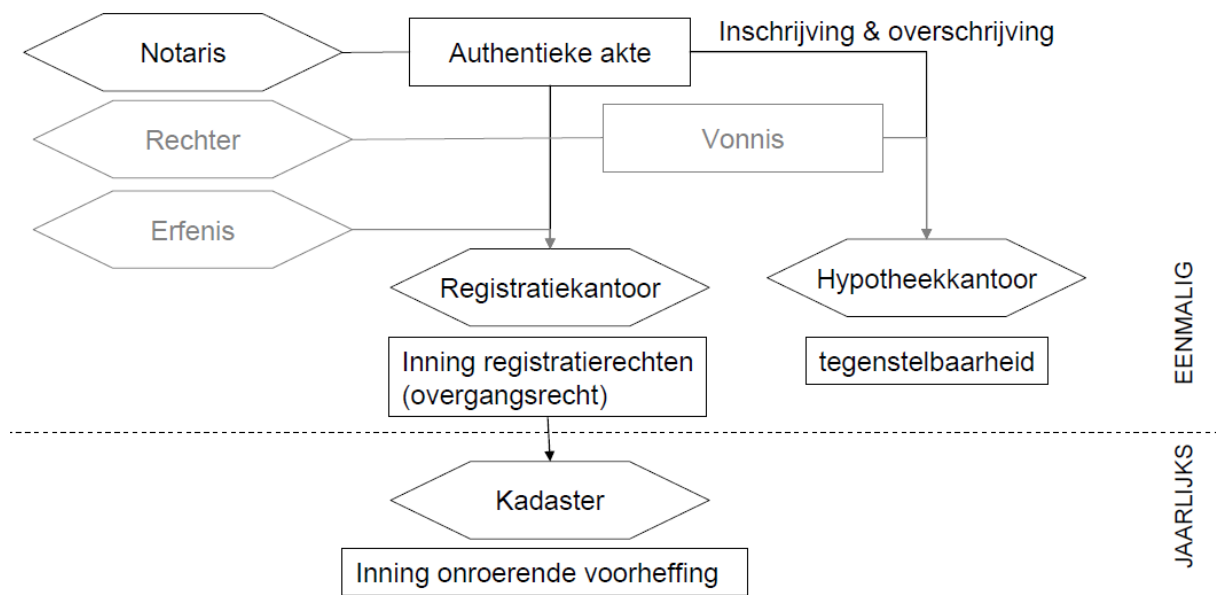 Inschrijving & overschrijving
Notaris
Authentieke akte
Rechter
Vonnis
Erfenis
Registratiekantoor
Hypotheekkantoor
Inning registratierechten
(overgangsrecht)
tegenstelbaarheid
EENMALIG
Kadaster
JAARLIJKS
Inning onroerende voorheffing